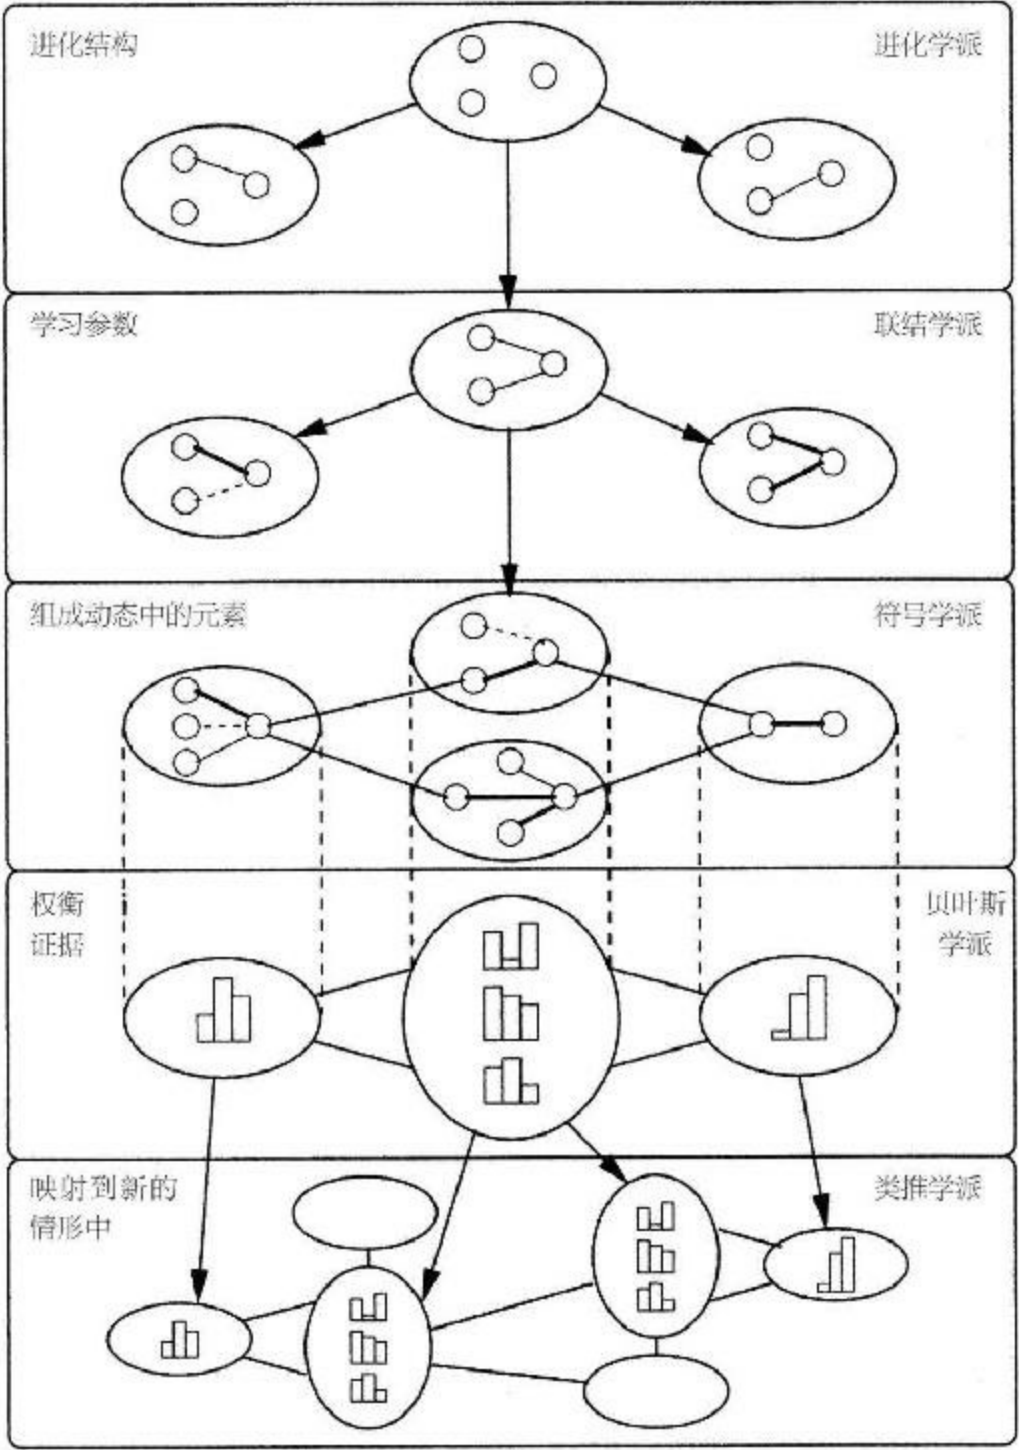 进化结构
进化学派
学习参数
联结学派
组成动态中的元素
符号学派
权衡
证据
贝叶斯
学派
映射到新的
情形中
类推学派